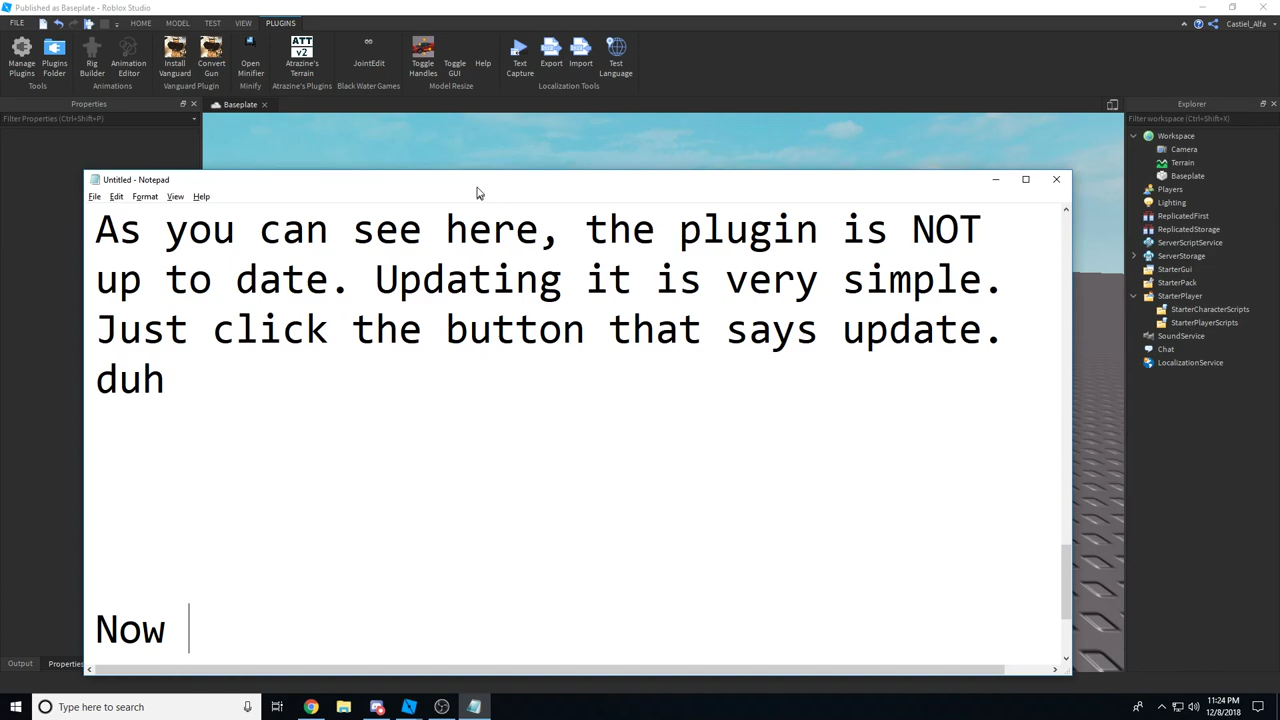 Published as Baseplate - Roblox Studio
FILE HOME MODEL TEST VIEW PLUGINS Castiel_Alfa
Manage Plugins
Plugins Folder
Tools
Rig Builder
Animation Editor
Animations
Install Vanguard
Convert Gun
Vanguard Plugin
Open Minifier
Minify
ATT v2
Atrazine's Terrain
Atrazine's Plugins
JointEdit
Black Water Games
Toggle Handles
Toggle GUI
Help
Model Resize
Text Capture
Export
Import
Test Language
Localization Tools
Properties
Filter Properties (Ctrl+Shift+P)
Baseplate
Explorer
Filter workspace (Ctrl+Shift+X)
Workspace
Camera
Terrain
Baseplate
Players
Lighting
ReplicatedFirst
ReplicatedStorage
ServerScriptService
ServerStorage
StarterGui
StarterPack
StarterPlayer
StarterCharacterScripts
StarterPlayerScripts
SoundService
Chat
LocalizationService
Untitled - Notepad
File Edit Format View Help
As you can see here, the plugin is NOT
up to date. Updating it is very simple.
Just click the button that says update.
duh
Now
Output Properties
Type here to search
11:24 PM
12/8/2018